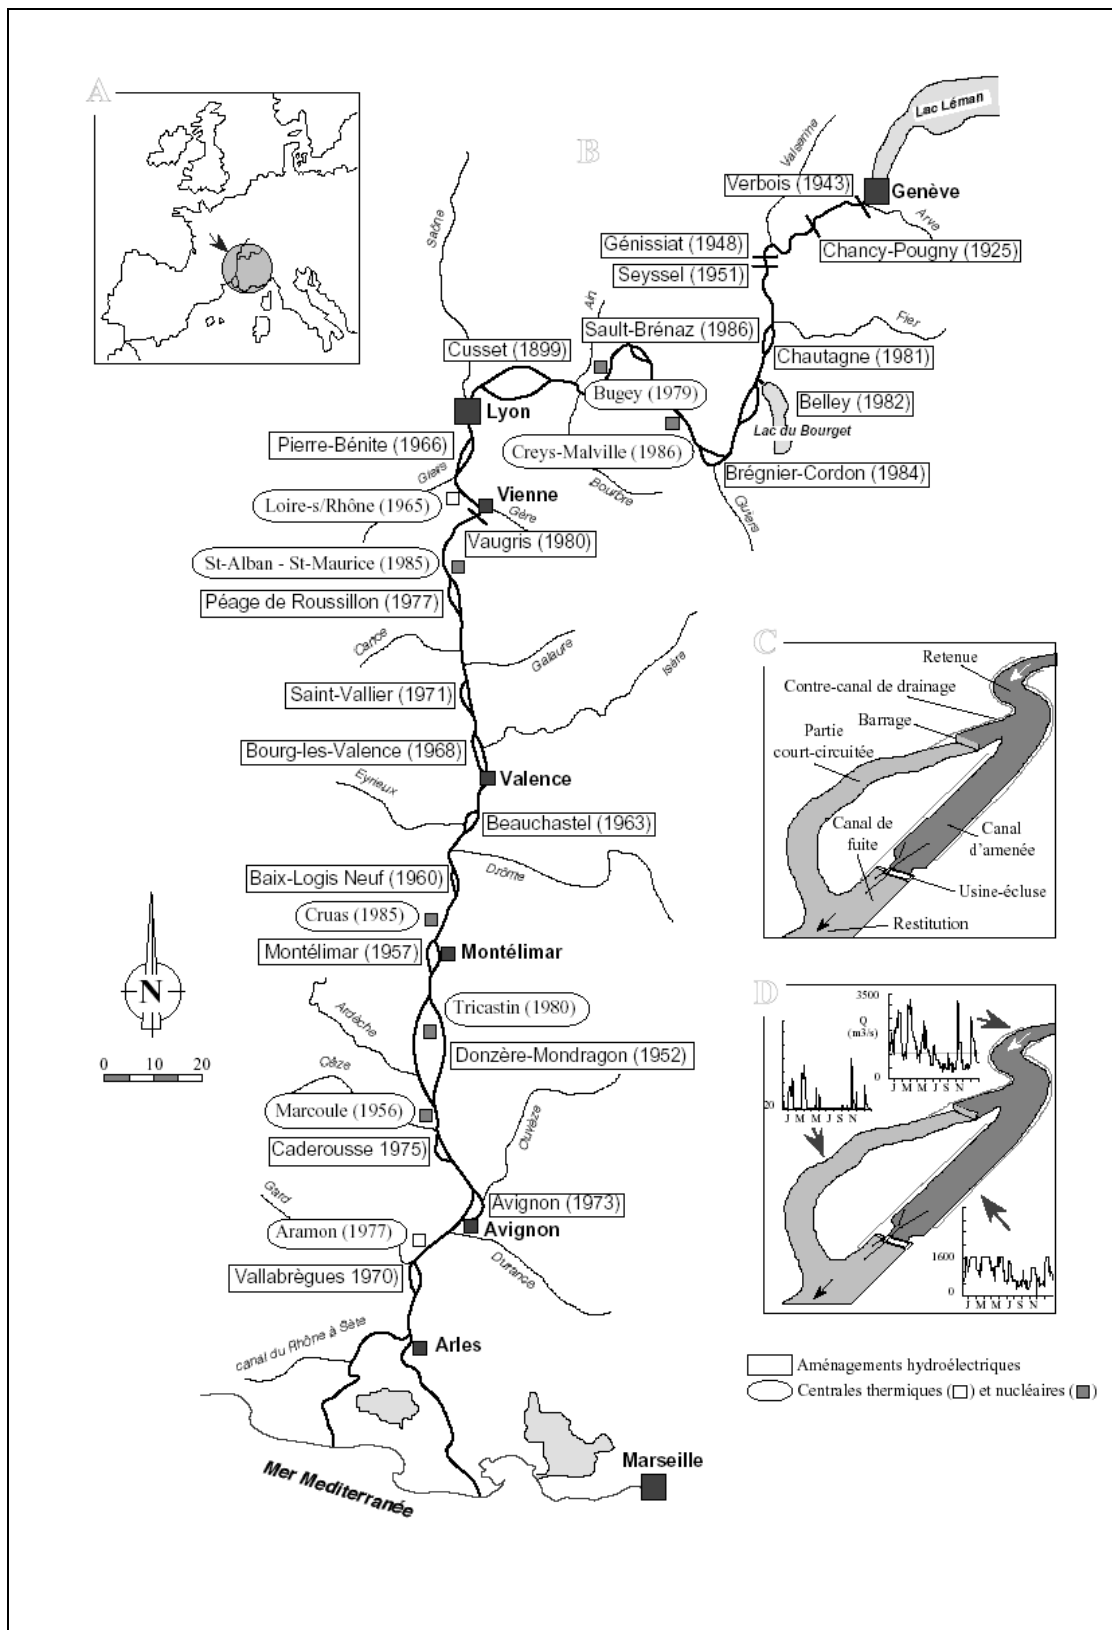 A
B
Lac Léman
Valserine
Verbois (1943)
Genève
Arve
Saône
Génissiat (1948)
Chancy-Pougny (1925)
Seyssel (1951)
Ain
Fier
Sault-Brénaz (1986)
Cusset (1899)
Chautagne (1981)
Bugey (1979)
Belley (1982)
Lyon
Lac du Bourget
Pierre-Bénite (1966)
Creys-Malville (1986)
Brégnier-Cordon (1984)
Giers
Bourbre
Guiers
Vienne
Loire-s/Rhône (1965)
Gère
Vaugris (1980)
St-Alban - St-Maurice (1985)
Péage de Roussillon (1977)
Cance
Galaure
Isère
Saint-Vallier (1971)
Bourg-les-Valence (1968)
Eyrieux
Valence
Beauchastel (1963)
Drôme
Baix-Logis Neuf (1960)
Cruas (1985)
Montélimar (1957)
Montélimar
N
Tricastin (1980)
Ardèche
Donzère-Mondragon (1952)
0 10 20
Cèze
Marcoule (1956)
Ouvèze
Caderousse 1975)
Gard
Avignon (1973)
Aramon (1977)
Avignon
Durance
Vallabrègues 1970)
canal du Rhône à Sète
Arles
Marseille
Mer Mediterranée
C
Retenue
Contre-canal de drainage
Barrage
Partie
court-circuitée
Canal de
fuite
Canal
d'amenée
Usine-écluse
Restitution
D
3500
Q
(m3/s)
0
J M M J S N
20
J M M J S N
1600
0
J M M J S N
Aménagements hydroélectriques
Centrales thermiques ( ) et nucléaires ( )